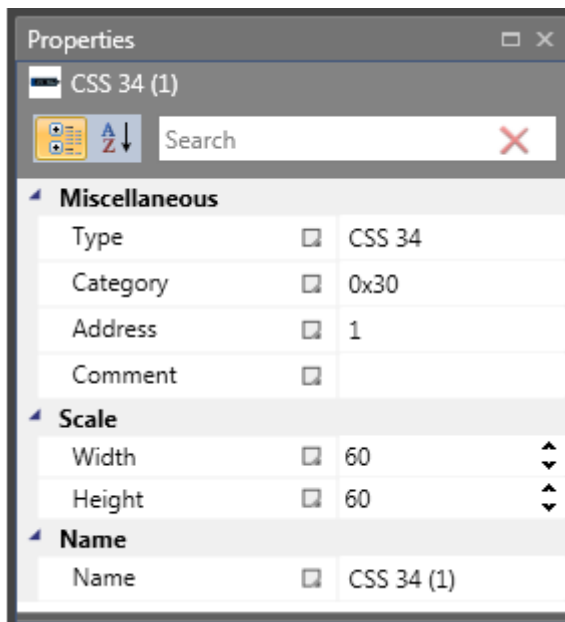 Properties
CSS 34 (1)
A Z Search
Miscellaneous
Type CSS 34
Category 0x30
Address 1
Comment
Scale
Width 60
Height 60
Name
Name CSS 34 (1)